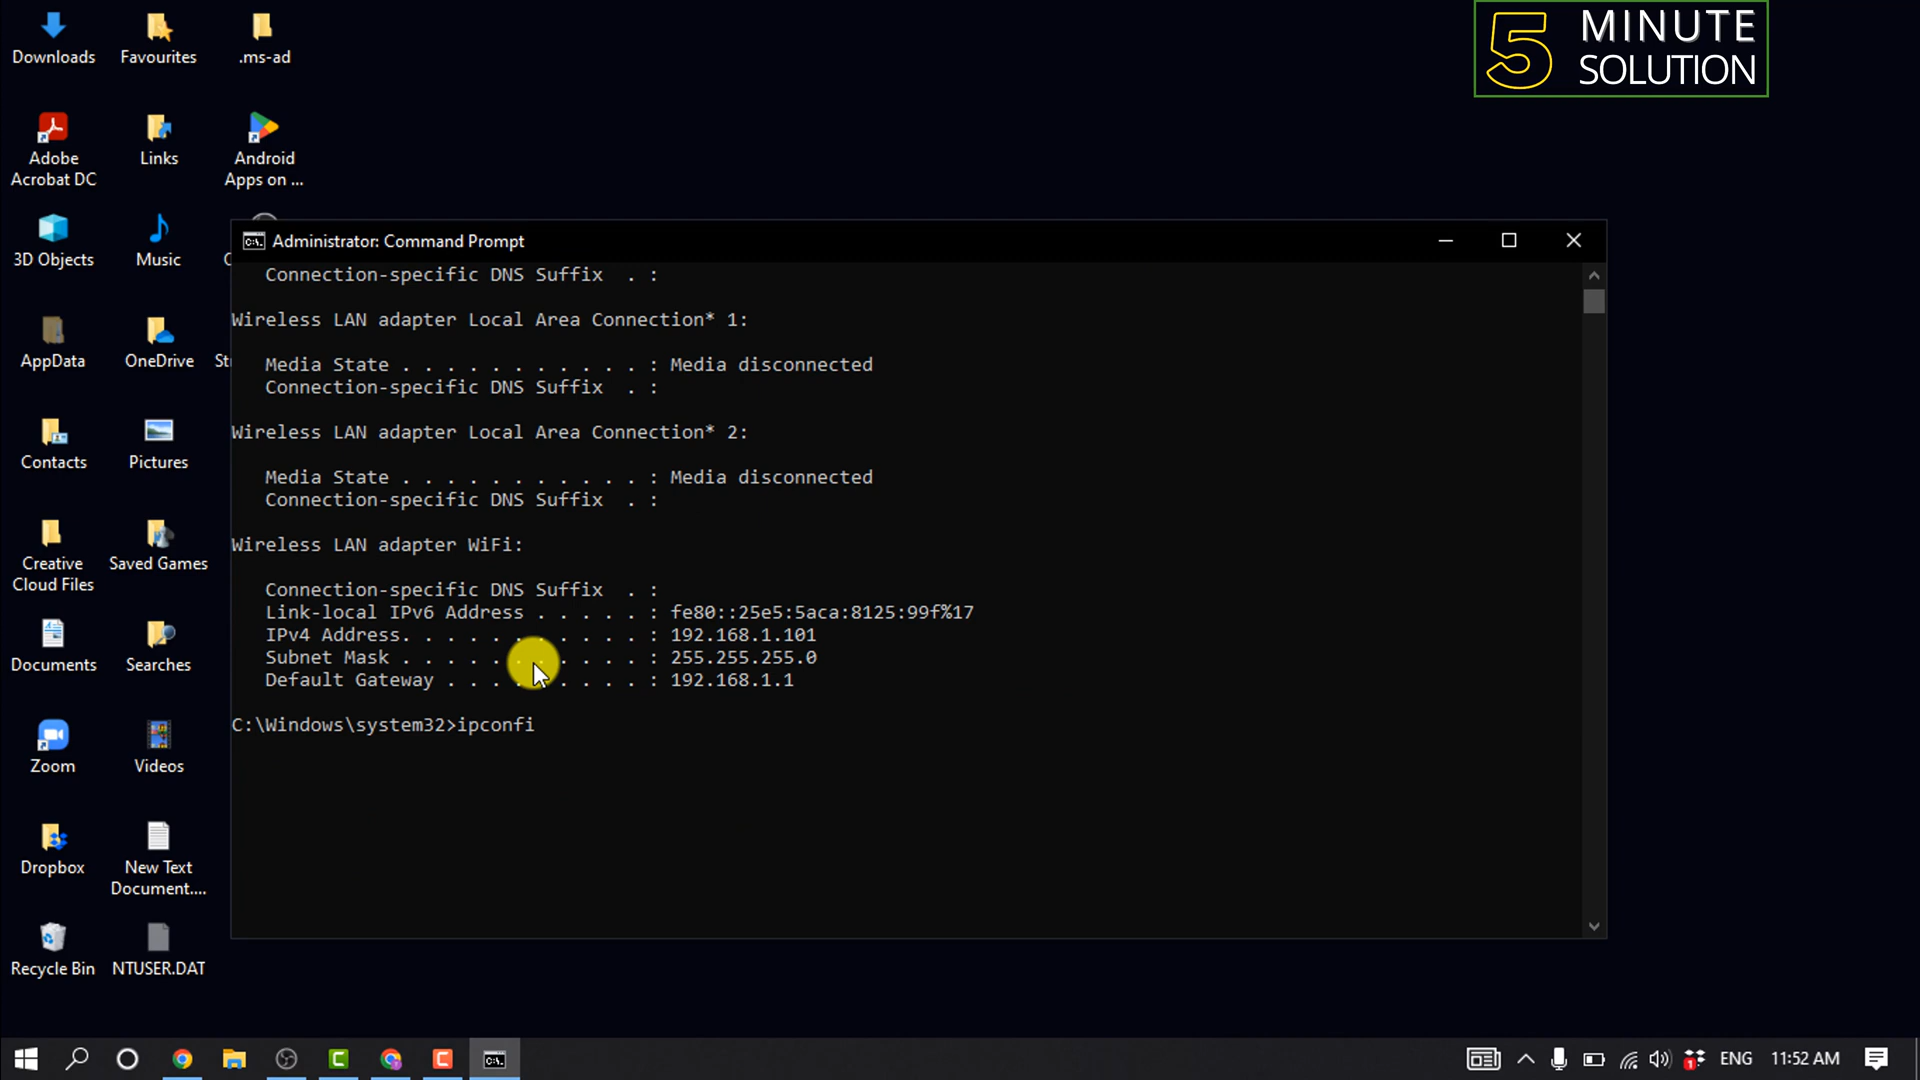 Downloads
Favourites
.ms-ad
5 MINUTE
SOLUTION
Adobe
Acrobat DC
Links
Android
Apps on ...
3D Objects
Music
Administrator: Command Prompt
Connection-specific DNS Suffix . :
Wireless LAN adapter Local Area Connection* 1:
AppData
OneDrive
Media State . . . . . . . . . . . : Media disconnected
Connection-specific DNS Suffix . :
Wireless LAN adapter Local Area Connection* 2:
Contacts
Pictures
Media State . . . . . . . . . . . : Media disconnected
Connection-specific DNS Suffix . :
Wireless LAN adapter WiFi:
Creative
Cloud Files
Saved Games
Connection-specific DNS Suffix . :
Link-local IPv6 Address . . . . . : fe80::25e5:5aca:8125:99f%17
IPv4 Address. . . . . . . . . . . : 192.168.1.101
Subnet Mask . . . . . . . . . . . : 255.255.255.0
Default Gateway . . . . . . . . . : 192.168.1.1
Documents
Searches
C:\Windows\system32>ipconfi
Zoom
Videos
Dropbox
New Text
Document....
Recycle Bin
NTUSER.DAT
ENG
11:52 AM